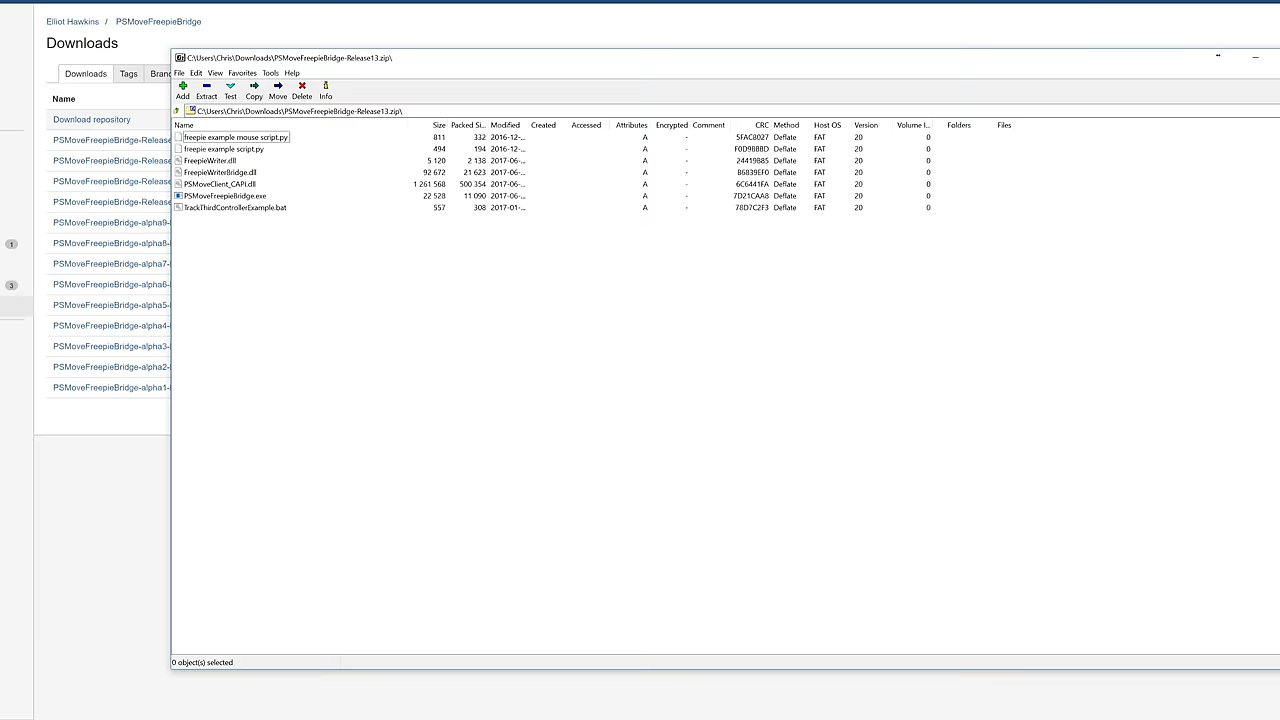 Elliot Hawkins / PSMoveFreepieBridge
Downloads
Downloads Tags Branc
Name
Download repository
PSMoveFreepieBridge-Release
PSMoveFreepieBridge-Release
PSMoveFreepieBridge-Release
PSMoveFreepieBridge-Release
PSMoveFreepieBridge-alpha9-
PSMoveFreepieBridge-alpha8-
PSMoveFreepieBridge-alpha7-
PSMoveFreepieBridge-alpha6-
PSMoveFreepieBridge-alpha5-
PSMoveFreepieBridge-alpha4-
PSMoveFreepieBridge-alpha3-
PSMoveFreepieBridge-alpha2-
PSMoveFreepieBridge-alpha1-
1
3
C:\Users\Chris\Downloads\PSMoveFreepieBridge-Release13.zip\
File Edit View Favorites Tools Help
Add Extract Test Copy Move Delete Info
C:\Users\Chris\Downloads\PSMoveFreepieBridge-Release13.zip\
Name Size Packed Si... Modified Created Accessed Attributes Encrypted Comment CRC Method Host OS Version Volume I... Folders Files
freepie example mouse script.py 811 332 2016-12-... A - 5FAC8027 Deflate FAT 20 0
freepie example script.py 494 194 2016-12-... A - F0D98B8D Deflate FAT 20 0
FreepieWriter.dll 5 120 2 138 2017-06-... A - 24419885 Deflate FAT 20 0
FreepieWriterBridge.dll 92 672 21 623 2017-06-... A - B6839EF0 Deflate FAT 20 0
PSMoveClient_CAPI.dll 1 261 568 500 354 2017-06-... A - 6C6441FA Deflate FAT 20 0
PSMoveFreepieBridge.exe 22 528 11 090 2017-06-... A - 7D21CAA8 Deflate FAT 20 0
TrackThirdControllerExample.bat 557 308 2017-01-... A - 78D7C2F3 Deflate FAT 20 0
0 object(s) selected